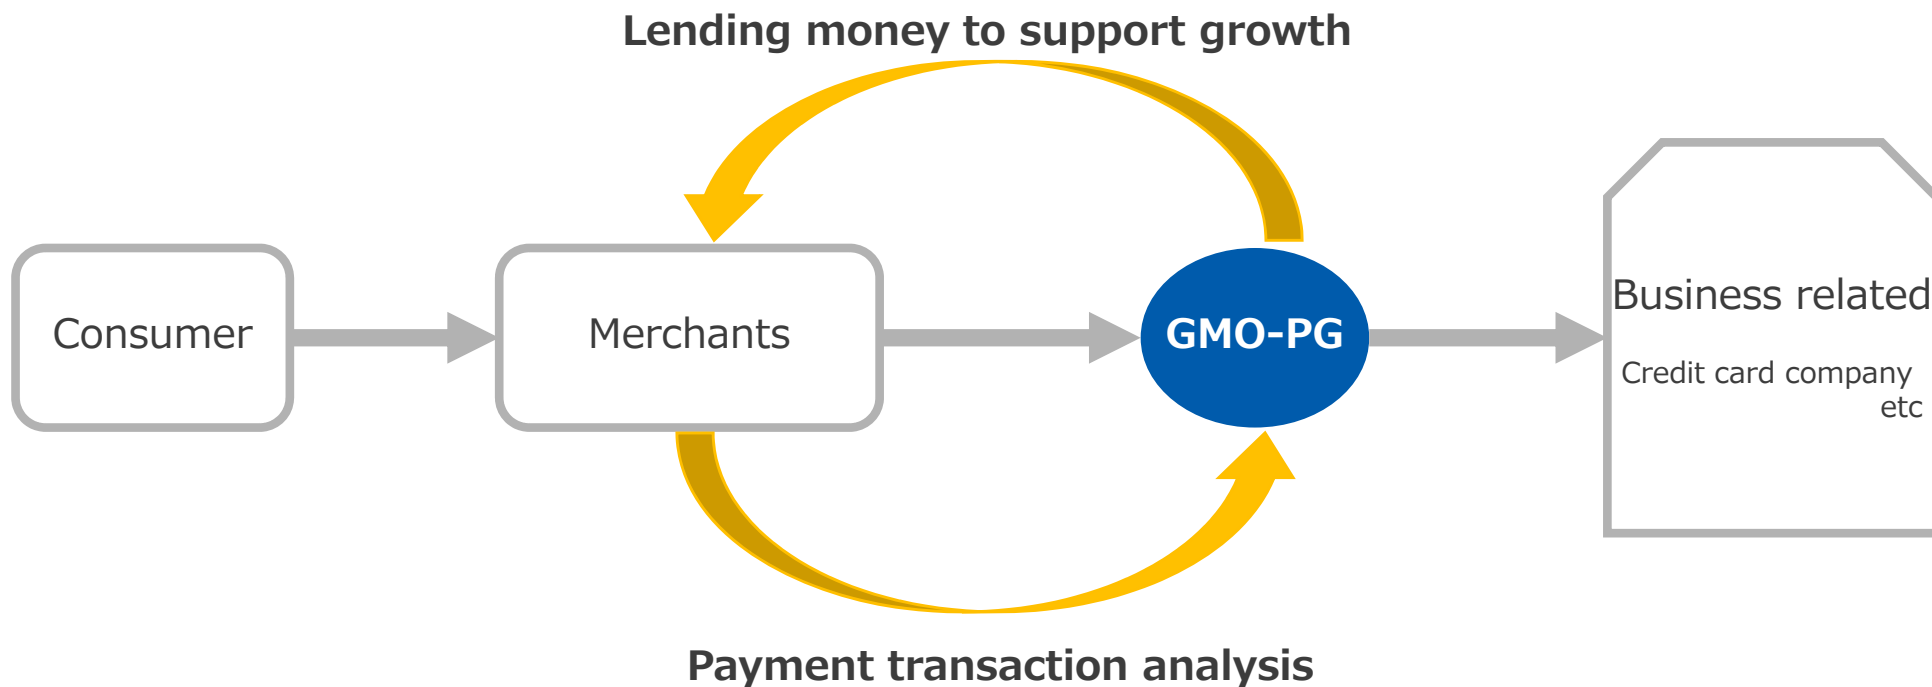 Lending money to support growth
Consumer
Merchants
GMO-PG
Business related
Credit card company
etc
Payment transaction analysis